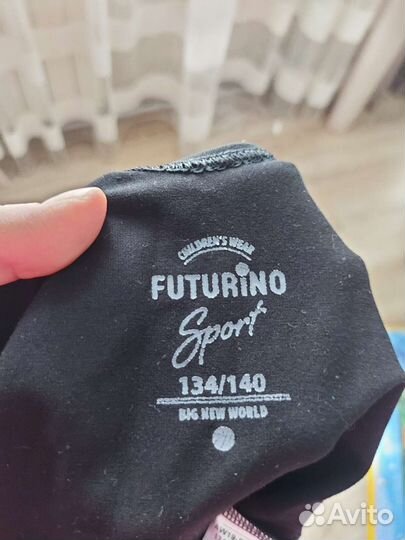 CHILDREN'S WEAR
FUTURINO
Sport
134/140
BIG NEW WORLD
Avito